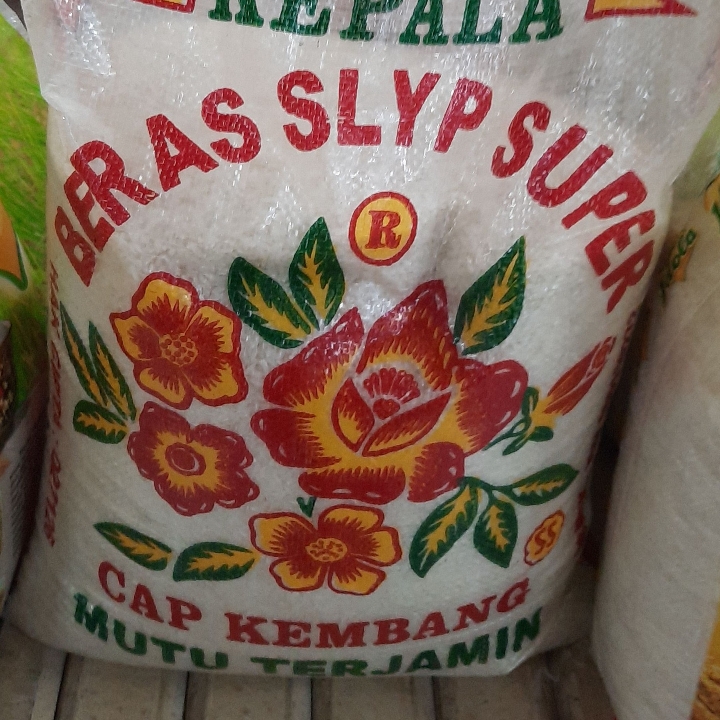 KEPALA
BERAS SLYP SUPER
R
SS
CAP KEMBANG
MUTU TERJAMIN